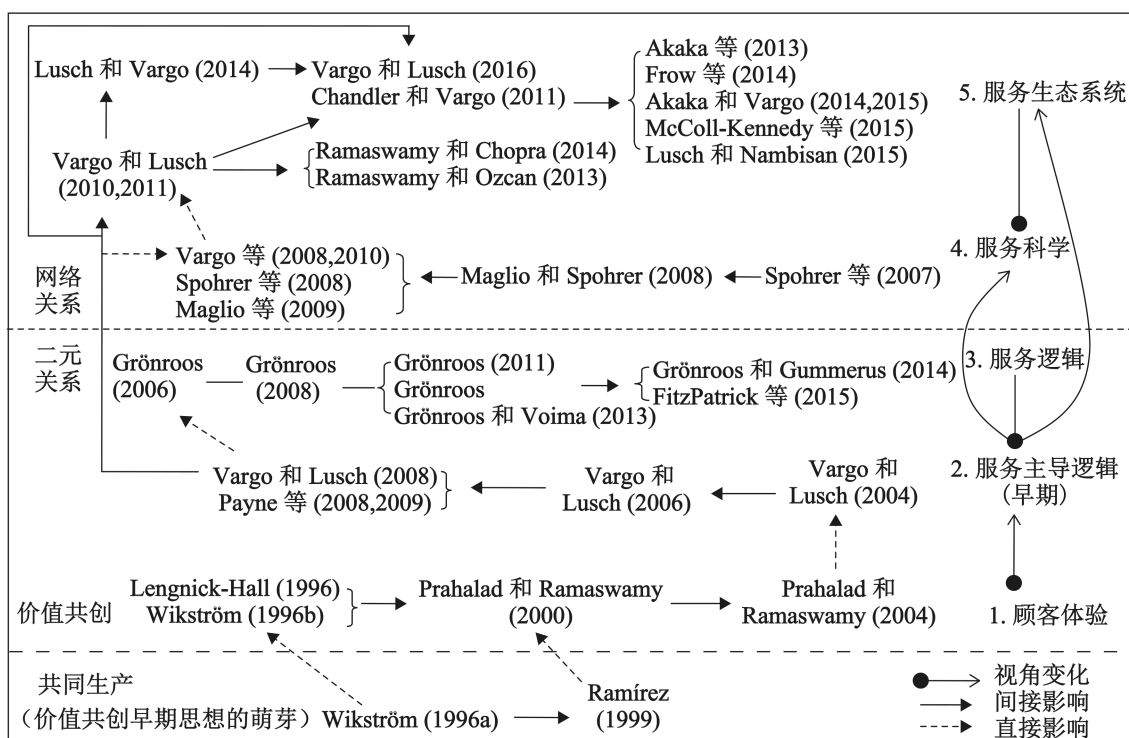 Lusch 和 Vargo (2014)
Vargo 和 Lusch (2016)
Chandler 和 Vargo (2011)
Akaka 等 (2013)
Frow 等 (2014)
Akaka 和 Vargo (2014,2015)
McColl-Kennedy 等 (2015)
Lusch 和 Nambisan (2015)
5. 服务生态系统
Vargo 和 Lusch
(2010,2011)
Ramaswamy 和 Chopra (2014)
Ramaswamy 和 Ozcan (2013)
网络
关系
Vargo 等 (2008,2010)
Spohrer 等 (2008)
Maglio 等 (2009)
Maglio 和 Spohrer (2008)
Spohrer 等 (2007)
4. 服务科学
二元
关系
Grönroos
(2006)
Grönroos
(2008)
Grönroos (2011)
Grönroos
Grönroos 和 Voima (2013)
Grönroos 和 Gummerus (2014)
FitzPatrick 等 (2015)
3. 服务逻辑
Vargo 和 Lusch (2008)
Payne 等 (2008,2009)
Vargo 和
Lusch (2006)
Vargo 和
Lusch (2004)
2. 服务主导逻辑
(早期)
价值共创
Lengnick-Hall (1996)
Wikström (1996b)
Prahalad 和 Ramaswamy
(2000)
Prahalad 和
Ramaswamy (2004)
1. 顾客体验
共同生产
（价值共创早期思想的萌芽）
Wikström (1996a)
Ramírez
(1999)
视角变化
间接影响
直接影响